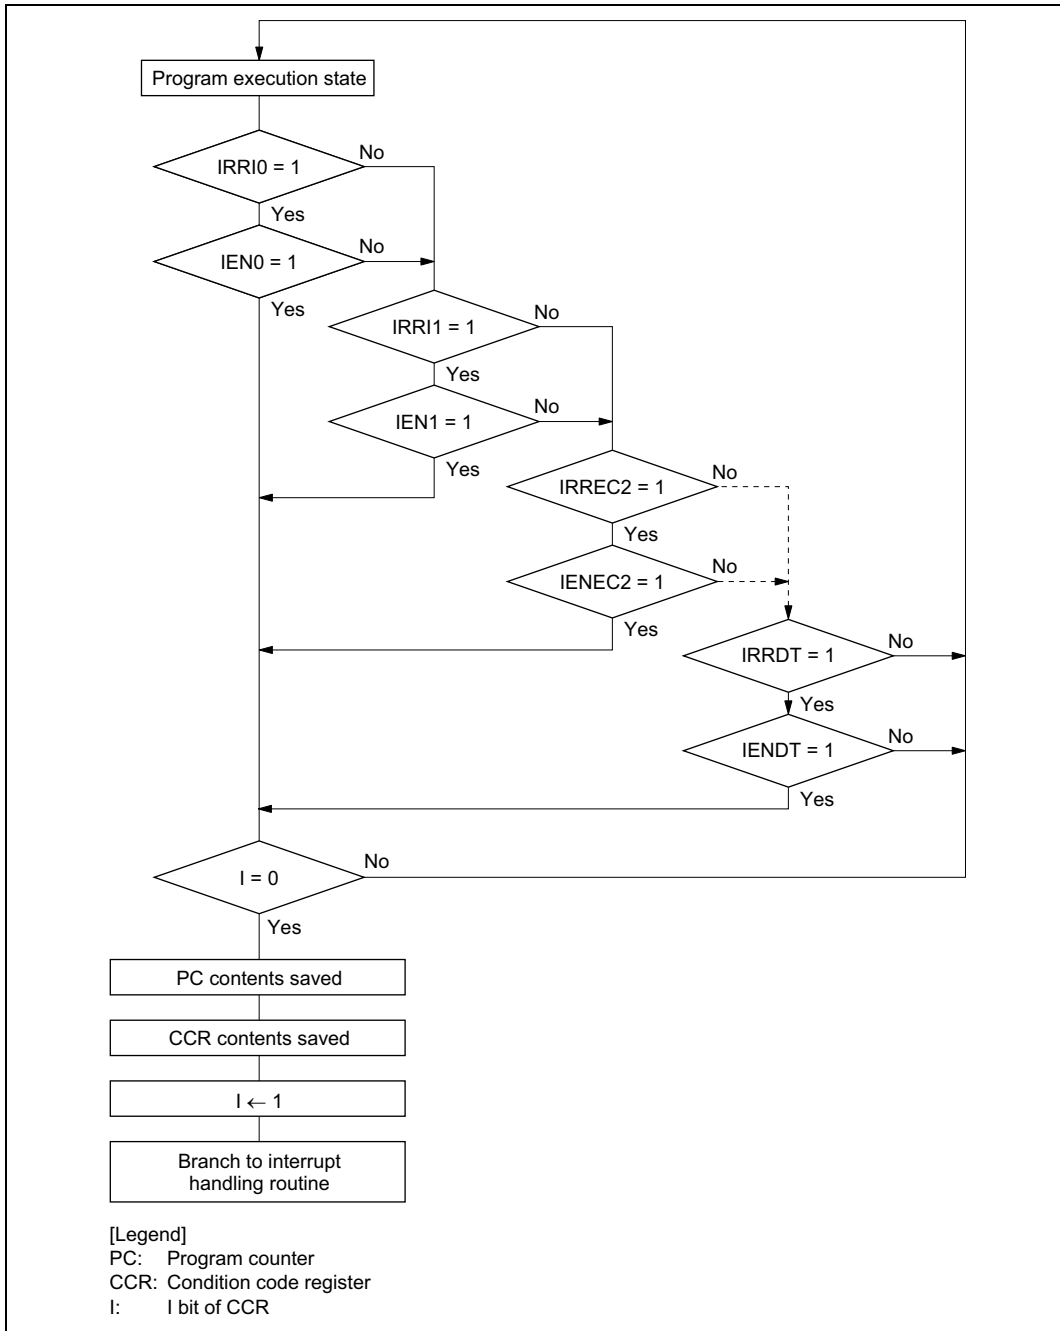 Program execution state
IRRI0 = 1
No
Yes
IEN0 = 1
No
Yes
IRRI1 = 1
No
Yes
IEN1 = 1
No
Yes
IRREC2 = 1
No
Yes
IENEC2 = 1
No
Yes
IRRDT = 1
No
Yes
IENDT = 1
No
Yes
I = 0
No
Yes
PC contents saved
CCR contents saved
I ← 1
Branch to interrupt
handling routine
[Legend]
PC: Program counter
CCR: Condition code register
I: I bit of CCR